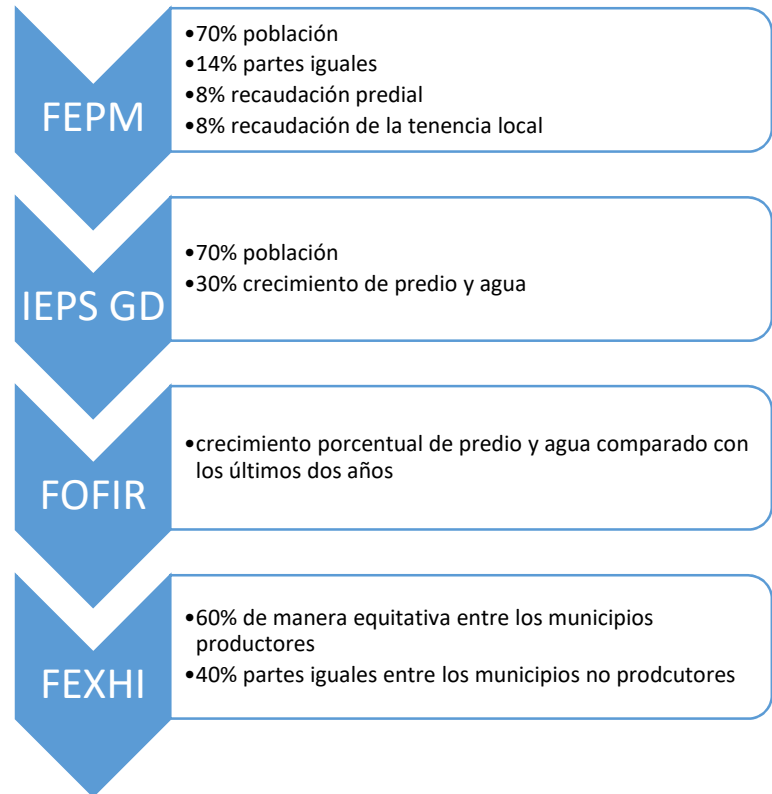 FEPM
•70% población
•14% partes iguales
•8% recaudación predial
•8% recaudación de la tenencia local
IEPS GD
•70% población
•30% crecimiento de predio y agua
FOFIR
•crecimiento porcentual de predio y agua comparado con
los últimos dos años
FEXHI
•60% de manera equitativa entre los municipios
productores
•40% partes iguales entre los municipios no prodcutores